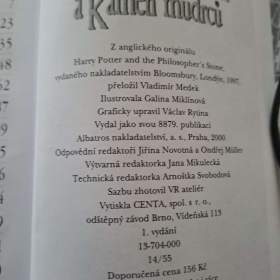 a Kámen mudrců
Z anglického originálu
Harry Potter and the Philosopher's Stone,
vydaného nakladatelstvím Bloomsbury, Londýn, 1997,
přeložil Vladimír Medek
Ilustrovala Galina Miklínová
Graficky upravil Václav Rytina
Vydal jako svou 8879. publikaci
Albatros nakladatelství, a. s., Praha, 2000
Odpovědní redaktoři Jiřina Novotná a Ondřej Müller
Výtvarná redaktorka Jana Mikulecká
Technická redaktorka Arnoštka Svobodová
Sazbu zhotovil VR ateliér
Vytiskla CENTA, spol. s r. o.,
odštěpný závod Brno, Vídeňská 113
1. vydání
13-704-000
14/55
Doporučená cena 156 Kč